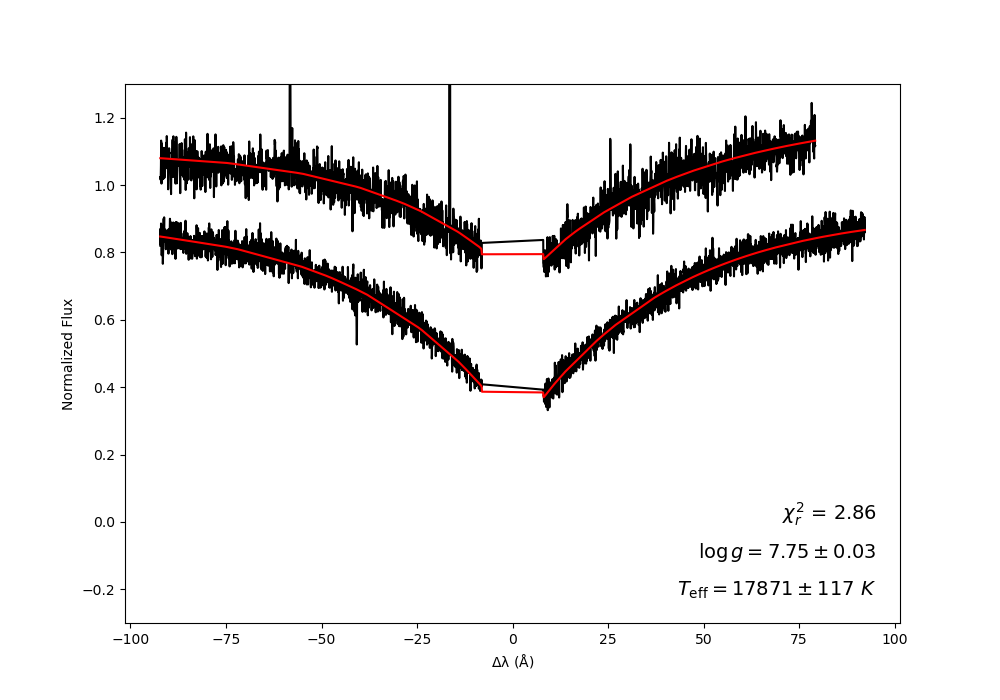 1.2
1.0
0.8
0.6
0.4
0.2
0.0
−0.2
Normalized Flux
χ²ᵣ = 2.86
log g = 7.75 ± 0.03
T_eff = 17871 ± 117 K
−100 −75 −50 −25 0 25 50 75 100
Δλ (Å)